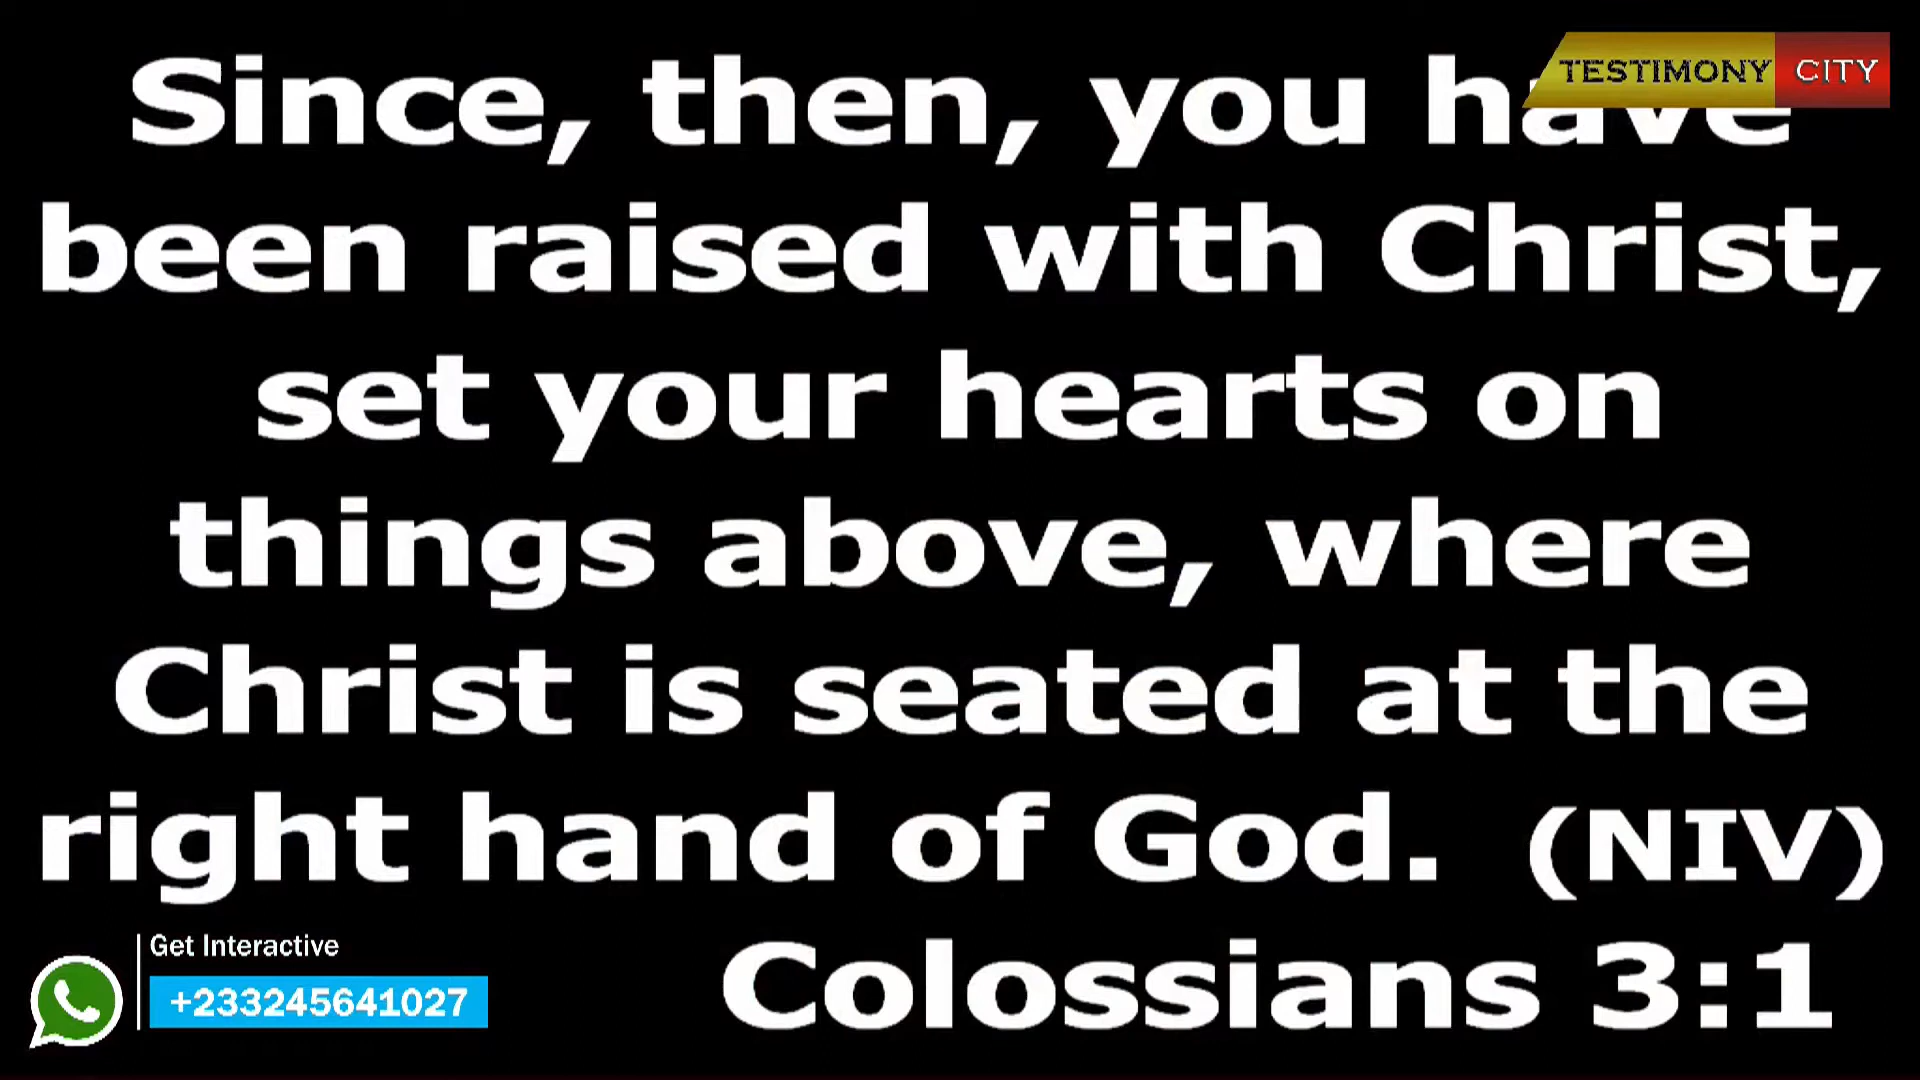 TESTIMONY CITY
Since, then, you have
been raised with Christ,
set your hearts on
things above, where
Christ is seated at the
right hand of God. (NIV)
Colossians 3:1
Get Interactive
+233245641027